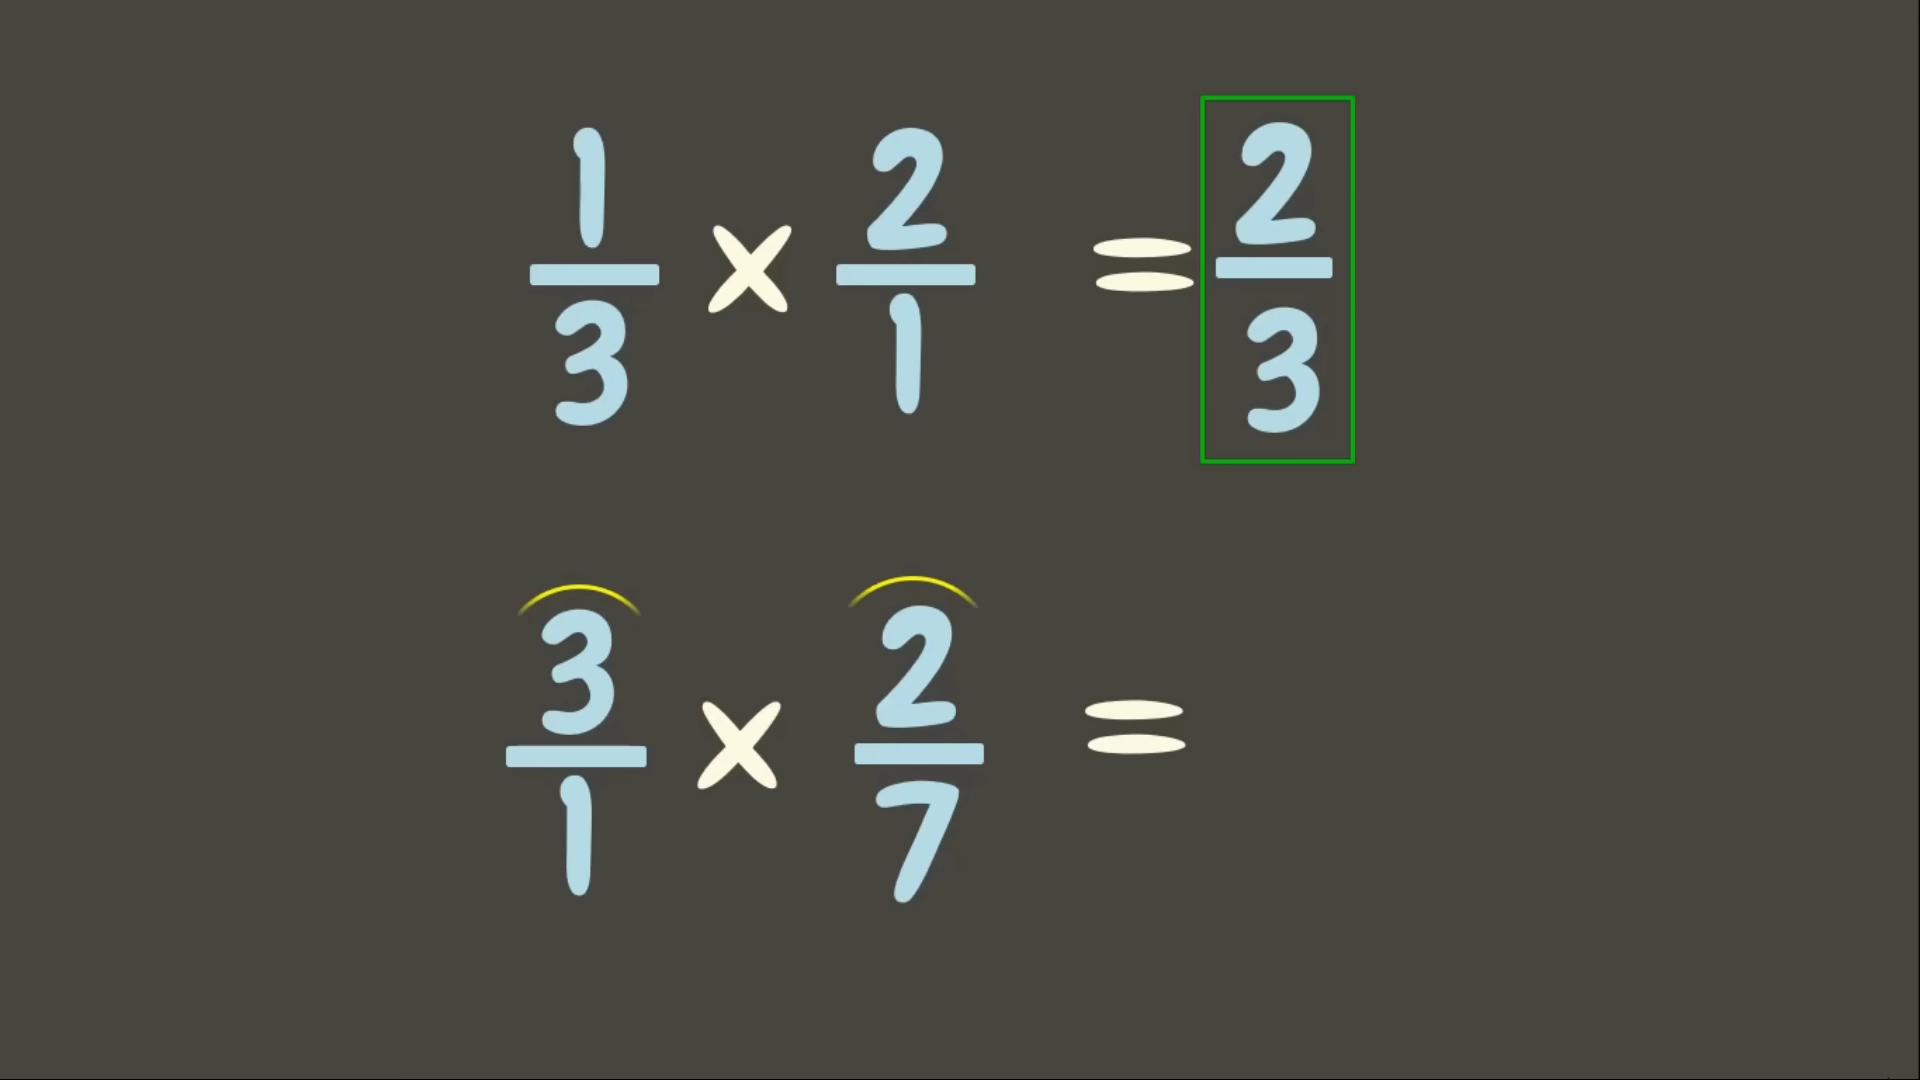 1/3 × 2/1 = 2/3
3/1 × 2/7 =